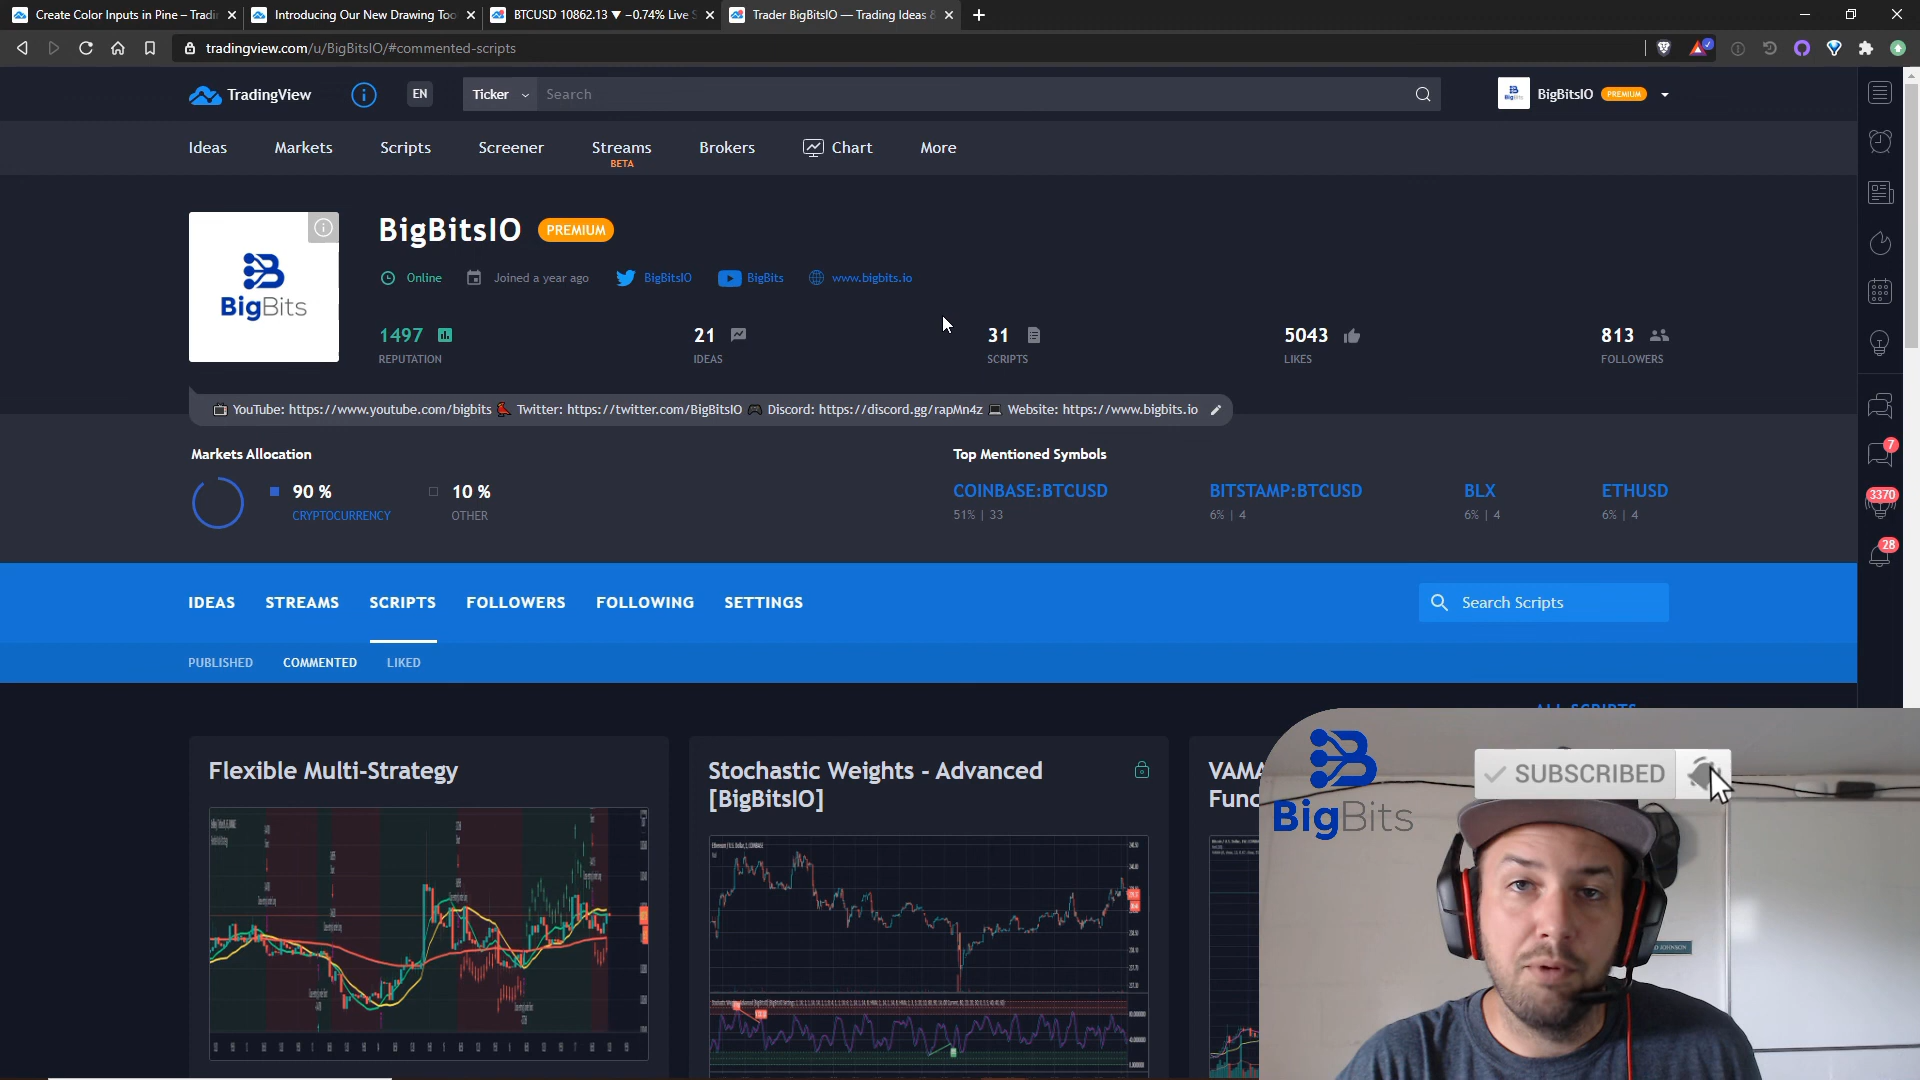 Create Color Inputs in Pine – Tradi
Introducing Our New Drawing Too
BTCUSD 10862.13 ▼ −0.74% Live S
Trader BigBitsIO — Trading Ideas &
tradingview.com/u/BigBitsIO/#commented-scripts
TradingView
EN
Ticker
Search
BigBitsIO PREMIUM
Ideas
Markets
Scripts
Screener
Streams
BETA
Brokers
Chart
More
BigBits
BigBitsIO PREMIUM
Online
Joined a year ago
BigBitsIO
BigBits
www.bigbits.io
1497
REPUTATION
21
IDEAS
31
SCRIPTS
5043
LIKES
813
FOLLOWERS
YouTube: https://www.youtube.com/bigbits Twitter: https://twitter.com/BigBitsIO Discord: https://discord.gg/rapMn4z Website: https://www.bigbits.io
7
3370
28
Markets Allocation
90 %
CRYPTOCURRENCY
10 %
OTHER
Top Mentioned Symbols
COINBASE:BTCUSD
51% | 33
BITSTAMP:BTCUSD
6% | 4
BLX
6% | 4
ETHUSD
6% | 4
IDEAS
STREAMS
SCRIPTS
FOLLOWERS
FOLLOWING
SETTINGS
Search Scripts
PUBLISHED
COMMENTED
LIKED
ALL SCRIPTS
Flexible Multi-Strategy
Stochastic Weights - Advanced
[BigBitsIO]
VAMA
Func
BigBits
SUBSCRIBED
JOHNSON